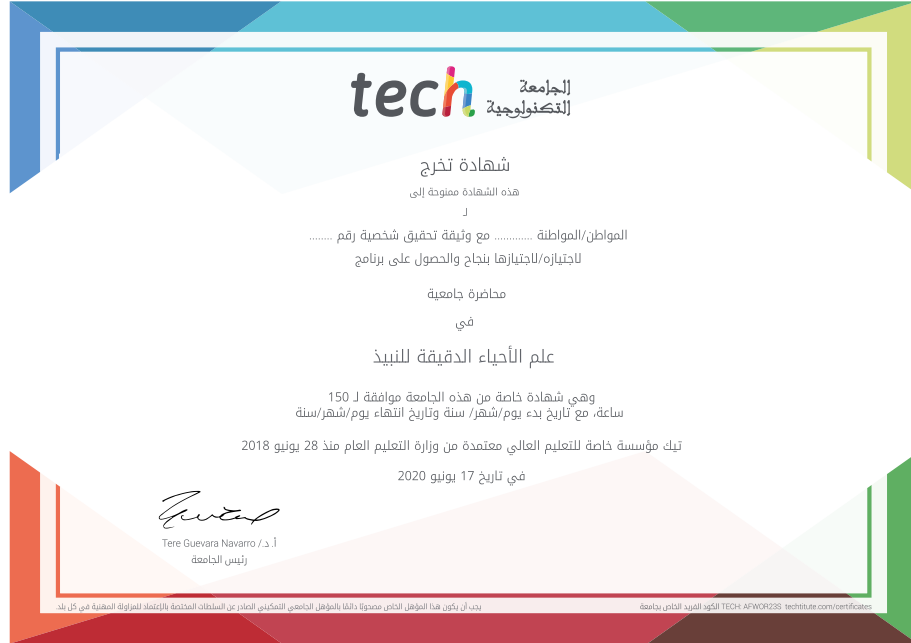 tech الجامعة
التكنولوجية
شهادة تخرج
هذه الشهادة ممنوحة إلى
لـ
المواطن/المواطنة ............. مع وثيقة تحقيق شخصية رقم ........
لاجتيازه/لاجتيازها بنجاح والحصول على برنامج
محاضرة جامعية
في
علم الأحياء الدقيقة للنبيذ
وهي شهادة خاصة من هذه الجامعة موافقة لـ 150
ساعة، مع تاريخ بدء يوم/شهر/ سنة وتاريخ انتهاء يوم/شهر/سنة
تيك مؤسسة خاصة للتعليم العالي معتمدة من وزارة التعليم العام منذ 28 يونيو 2018
في تاريخ 17 يونيو 2020
أ. د./ Tere Guevara Navarro
رئيس الجامعة
يجب أن يكون هذا المؤهل الخاص مصحوبًا دائمًا بالمؤهل الجامعي التمكيني الصادر عن السلطات المختصة بالإعتماد للمزاولة المهنية في كل بلد.
الكود الفريد الخاص بجامعة TECH: AFWOR23S techtitute.com/certificates